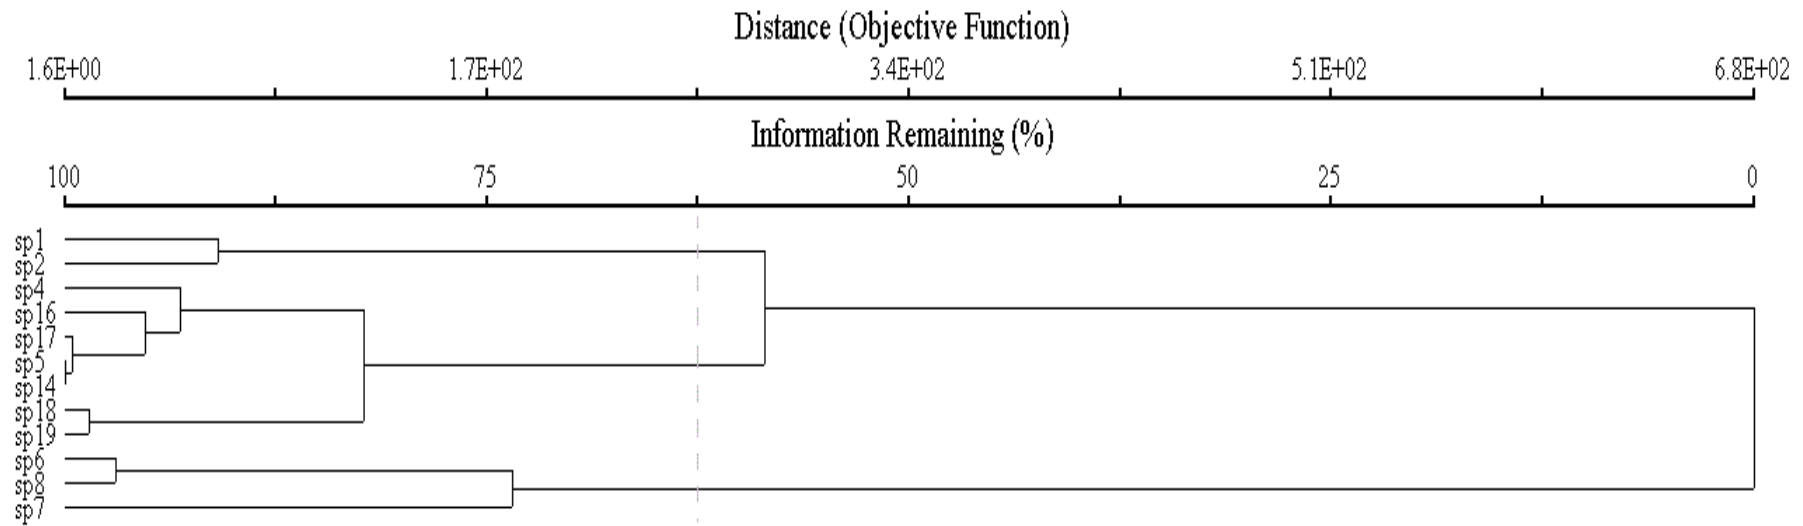 Distance (Objective Function)
1.6E+00 1.7E+02 3.4E+02 5.1E+02 6.8E+02
Information Remaining (%)
100 75 50 25 0
sp1
sp2
sp4
sp16
sp17
sp5
sp14
sp18
sp19
sp6
sp8
sp7